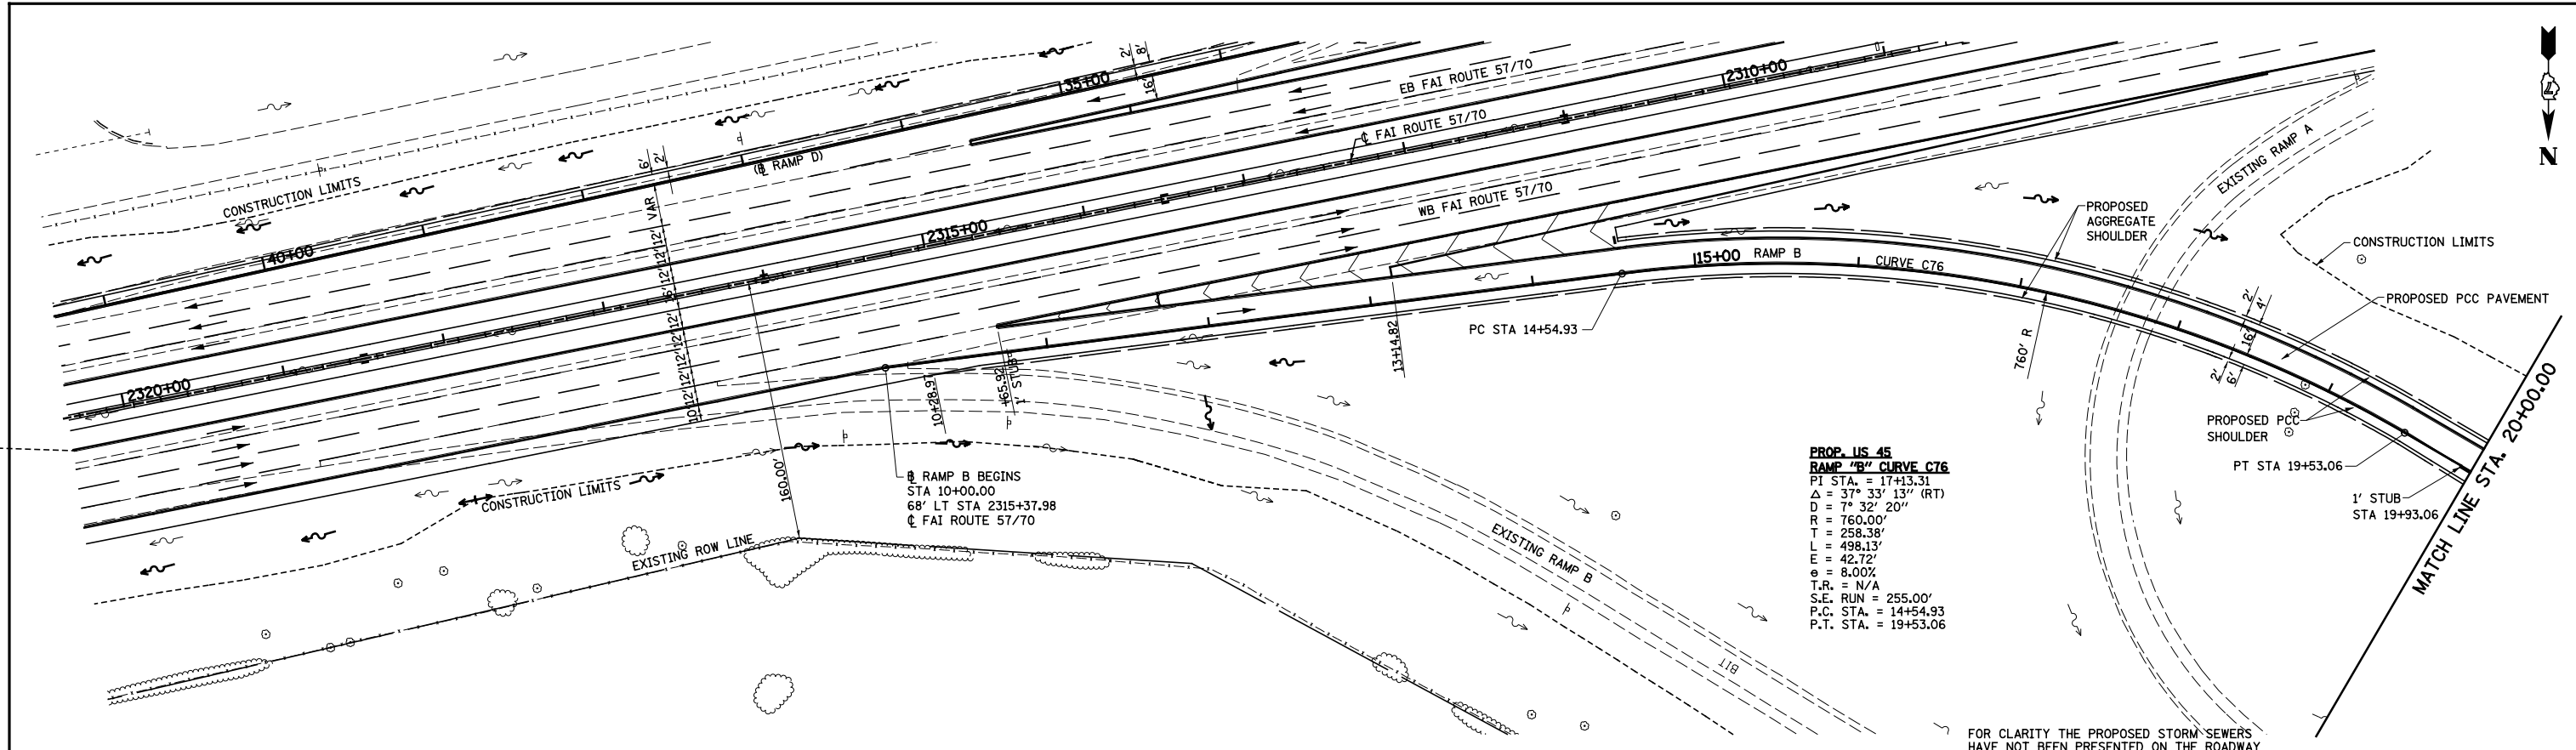 2'
8'
16'
35+00
EB FAI ROUTE 57/70
2310+00
℄ FAI ROUTE 57/70
N
EXISTING RAMP A
6'
2'
(℄ RAMP D)
CONSTRUCTION LIMITS
WB FAI ROUTE 57/70
VAR
40+00
2315+00
PROPOSED
AGGREGATE
SHOULDER
CONSTRUCTION LIMITS
15+00 RAMP B
CURVE C76
2'
4'
16'
2'
6'
PROPOSED PCC PAVEMENT
760' R
PC STA 14+54.93
13+14.82
2320+00
10'12'12'12'12'12'
12'12'12'
10+28.97
+65.92
1' STUB
160.00'
PROPOSED PCC
SHOULDER
PT STA 19+53.06
1' STUB
STA 19+93.06
MATCH LINE STA. 20+00.00
℄ RAMP B BEGINS
STA 10+00.00
68' LT STA 2315+37.98
℄ FAI ROUTE 57/70
CONSTRUCTION LIMITS
EXISTING ROW LINE
EXISTING RAMP B
BIT
PROP. US 45
RAMP "B" CURVE C76
PI STA. = 17+13.31
Δ = 37° 33' 13" (RT)
D = 7° 32' 20"
R = 760.00'
T = 258.38'
L = 498.13'
E = 42.72'
e = 8.00%
T.R. = N/A
S.E. RUN = 255.00'
P.C. STA. = 14+54.93
P.T. STA. = 19+53.06
FOR CLARITY THE PROPOSED STORM SEWERS
HAVE NOT BEEN PRESENTED ON THE ROADWAY